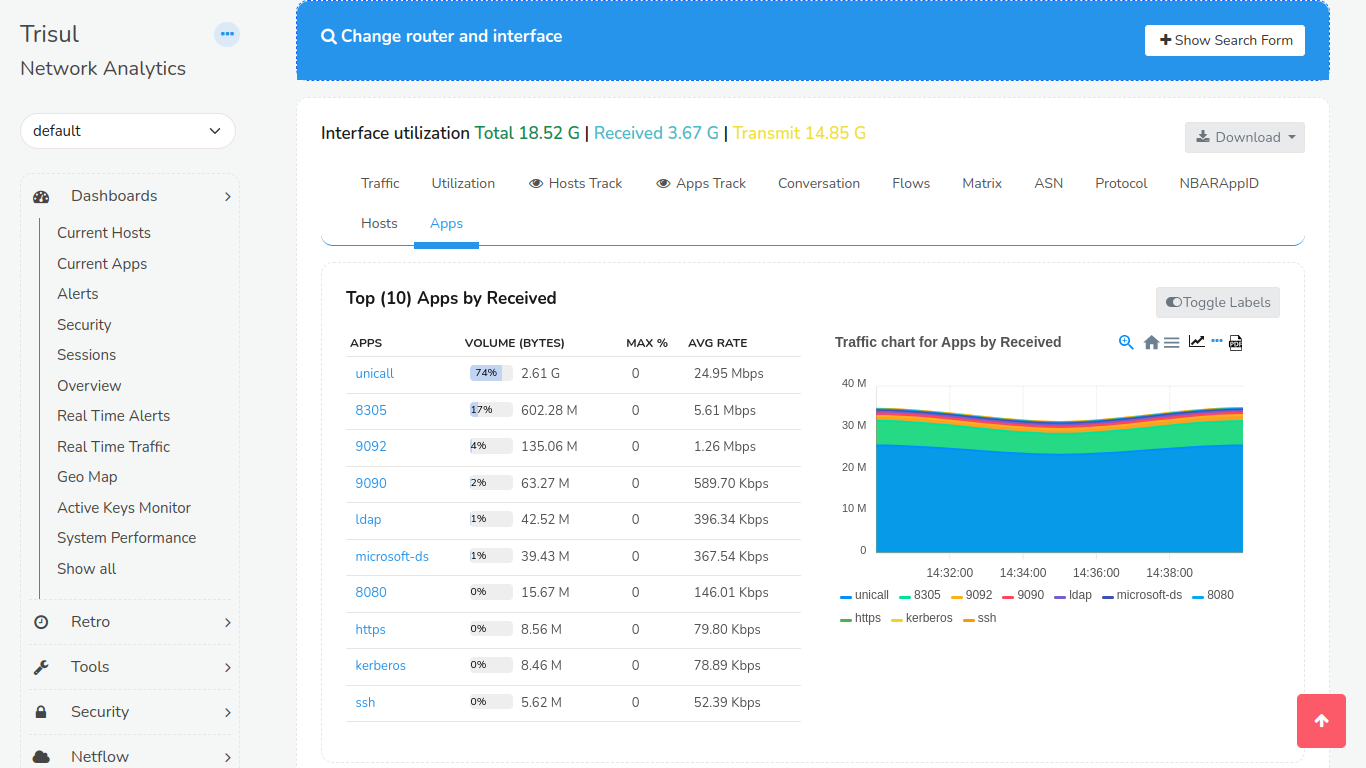 Trisul
Network Analytics
default
Dashboards
Current Hosts
Current Apps
Alerts
Security
Sessions
Overview
Real Time Alerts
Real Time Traffic
Geo Map
Active Keys Monitor
System Performance
Show all
Retro
Tools
Security
Netflow
Change router and interface
Show Search Form
Interface utilization Total 18.52 G | Received 3.67 G | Transmit 14.85 G
Download
Traffic Utilization Hosts Track Apps Track Conversation Flows Matrix ASN Protocol NBARAppID
Hosts Apps
Top (10) Apps by Received
Toggle Labels
APPS VOLUME (BYTES) MAX % AVG RATE
unicall 74% 2.61 G 0 24.95 Mbps
8305 17% 602.28 M 0 5.61 Mbps
9092 4% 135.06 M 0 1.26 Mbps
9090 2% 63.27 M 0 589.70 Kbps
ldap 1% 42.52 M 0 396.34 Kbps
microsoft-ds 1% 39.43 M 0 367.54 Kbps
8080 0% 15.67 M 0 146.01 Kbps
https 0% 8.56 M 0 79.80 Kbps
kerberos 0% 8.46 M 0 78.89 Kbps
ssh 0% 5.62 M 0 52.39 Kbps
Traffic chart for Apps by Received
PDF
40 M
30 M
20 M
10 M
0
14:32:00 14:34:00 14:36:00 14:38:00
unicall 8305 9092 9090 ldap microsoft-ds 8080
https kerberos ssh